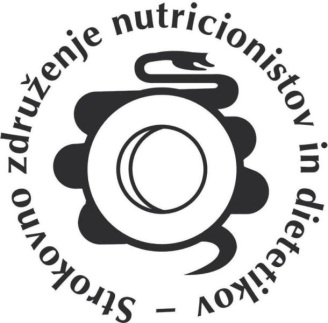 Strokovno združenje nutricionistov in dietetikov –